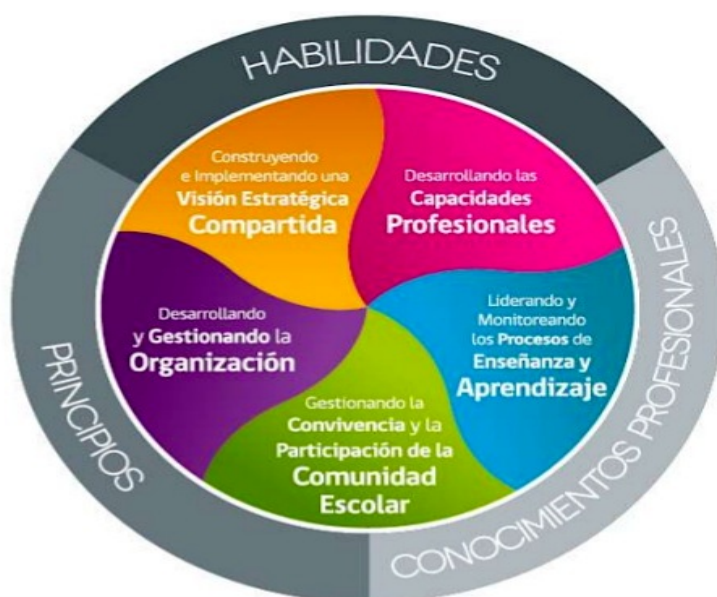 HABILIDADES
Construyendo
e Implementando una
Visión Estratégica
Compartida
Desarrollando las
Capacidades
Profesionales
Desarrollando
y Gestionando la
Organización
Liderando y
Monitoreando
los Procesos de
Enseñanza y
Aprendizaje
Gestionando la
Convivencia y la
Participación de la
Comunidad
Escolar
PRINCIPIOS
CONOCIMIENTOS PROFESIONALES